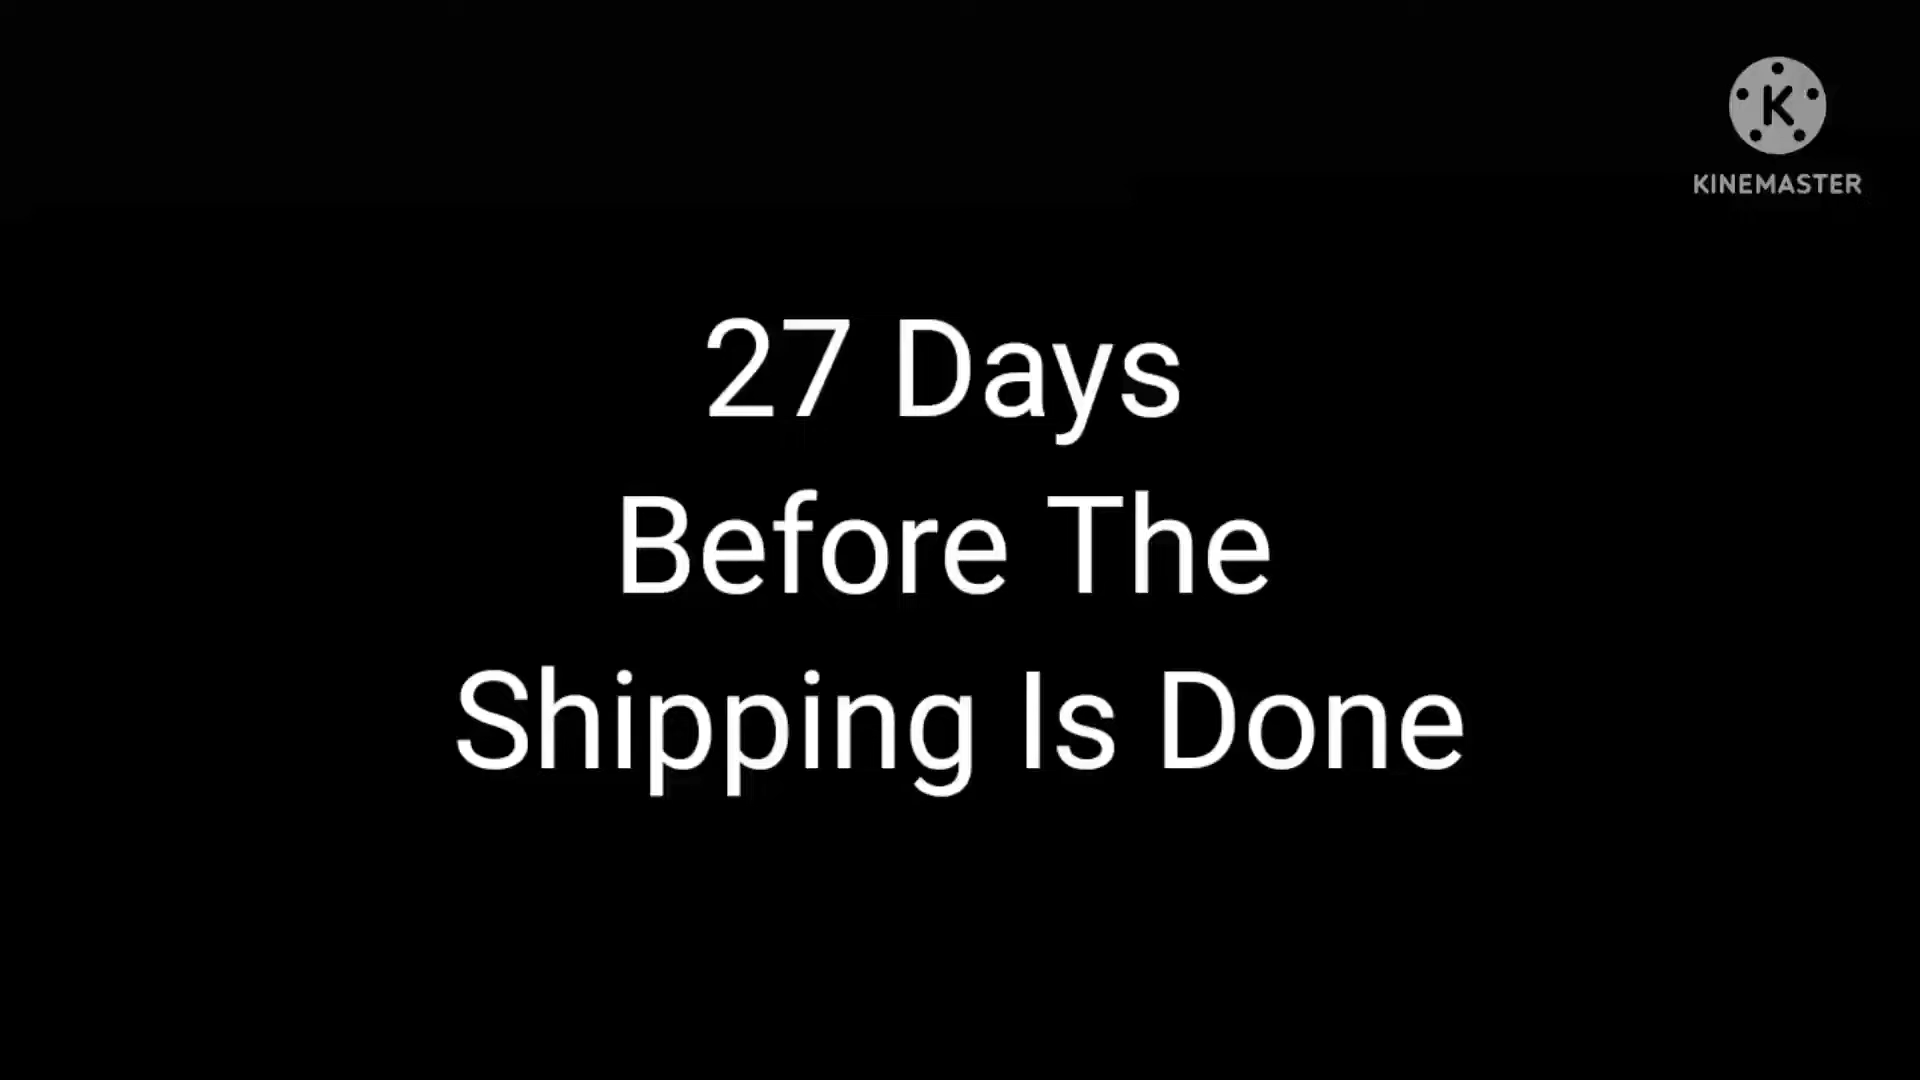 K
KINEMASTER
27 Days
Before The
Shipping Is Done